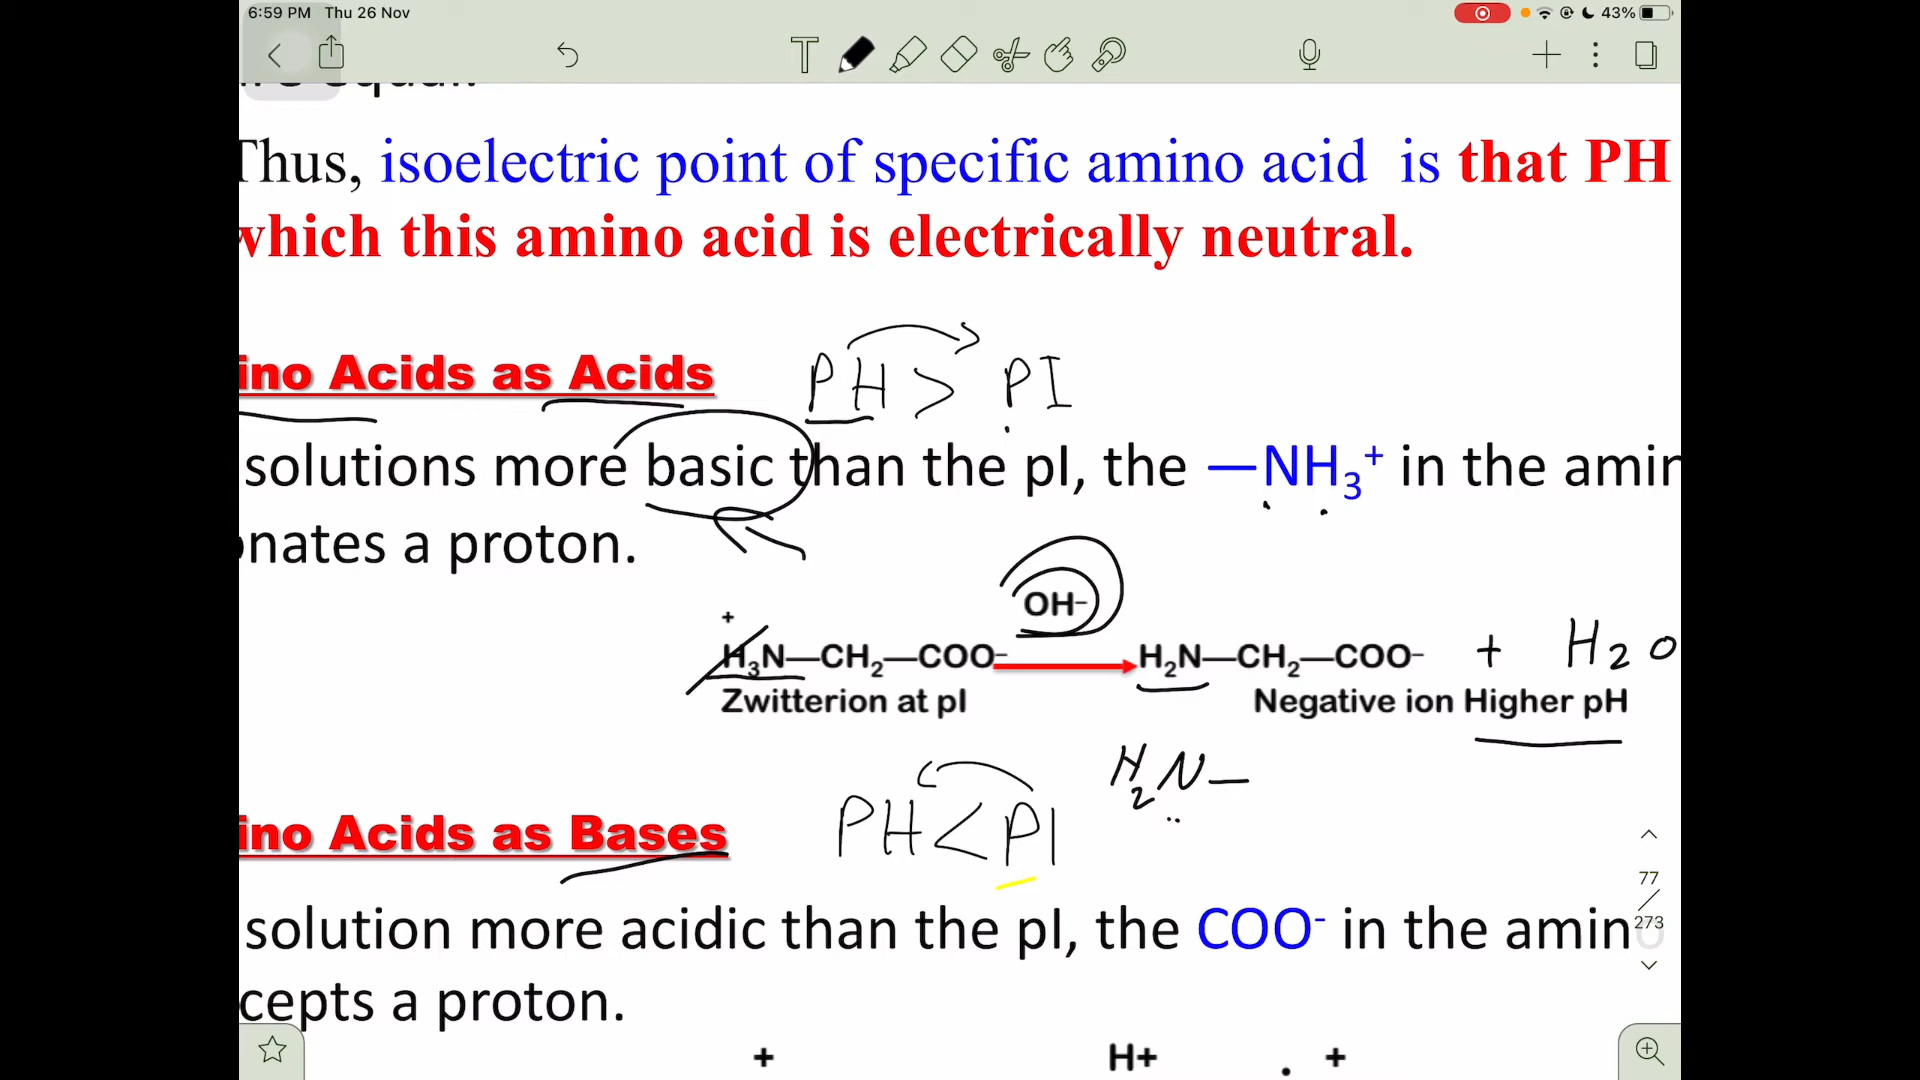 6:59 PM Thu 26 Nov
43%
T
Thus, isoelectric point of specific amino acid is that PH
which this amino acid is electrically neutral.
ino Acids as Acids
PH > PI
solutions more basic than the pI, the —NH₃⁺ in the amin
onates a proton.
+
OH–
H₃N—CH₂—COO– H₂N—CH₂—COO– + H₂O
Zwitterion at pI
Negative ion Higher pH
H₂N–
PH < PI
ino Acids as Bases
77
273
solution more acidic than the pI, the COO⁻ in the amino
cepts a proton.
+ H+ +